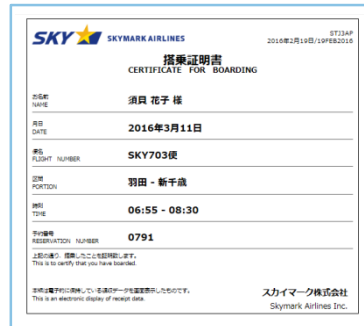 SKY SKYMARK AIRLINES
STJJAP
2016年2月19日/19FEB2016
搭乗証明書
CERTIFICATE FOR BOARDING
お名前
NAME
須貝 花子 様
月日
DATE
2016年3月11日
便名
FLIGHT NUMBER
SKY703便
区間
PORTION
羽田 - 新千歳
時刻
TIME
06:55 - 08:30
予約番号
RESERVATION NUMBER
0791
上記の通り、搭乗したことを証明致します。
This is to certify that you have boarded.
本状は電子的に保持している領収データを画面表示したものです。
This is an electronic display of receipt data.
スカイマーク株式会社
Skymark Airlines Inc.